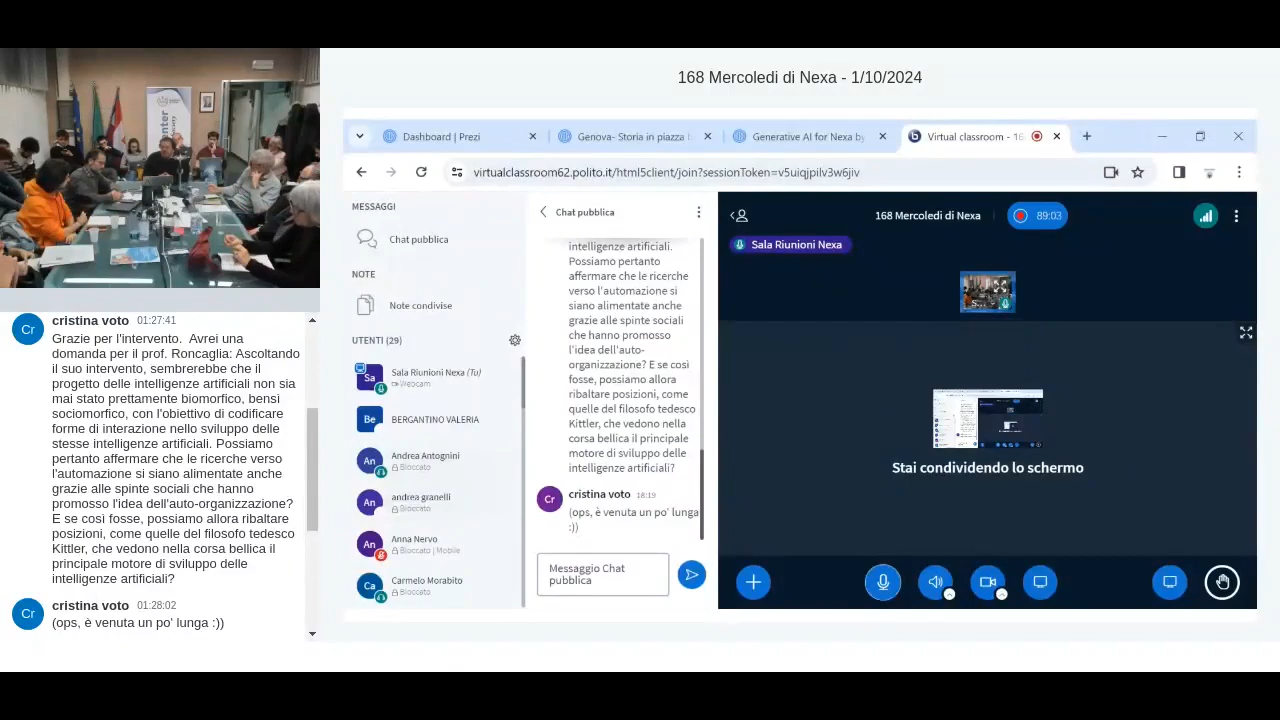 168 Mercoledi di Nexa - 1/10/2024
cristina voto 01:27:41
Grazie per l'intervento. Avrei una
domanda per il prof. Roncaglia: Ascoltando
il suo intervento, sembrerebbe che il
progetto delle intelligenze artificiali non sia
mai stato prettamente biomorfico, bensì
sociomorfico, con l'obiettivo di codificare
forme di interazione nello sviluppo delle
stesse intelligenze artificiali. Possiamo
pertanto affermare che le ricerche verso
l'automazione si siano alimentate anche
grazie alle spinte sociali che hanno
promosso l'idea dell'auto-organizzazione?
E se così fosse, possiamo allora ribaltare
posizioni, come quelle del filosofo tedesco
Kittler, che vedono nella corsa bellica il
principale motore di sviluppo delle
intelligenze artificiali?
cristina voto 01:28:02
(ops, è venuta un po' lunga :))
Dashboard | Prezi
Genova- Storia in piazza
Generative AI for Nexa by
Virtual classroom - 16
virtualclassroom62.polito.it/html5client/join?sessionToken=v5uiqjpilv3w6jiv
MESSAGGI
Chat pubblica
NOTE
Note condivise
UTENTI (29)
Sa
Sala Riunioni Nexa (Tu)
Webcam
Be
BERGANTINO VALERIA
An
Andrea Antognini
Bloccato
An
andrea granelli
Bloccato
An
Anna Nervo
Bloccato | Mobile
Ca
Carmelo Morabito
Bloccato
Chat pubblica
intelligenze artificiali.
Possiamo pertanto
affermare che le ricerche
verso l'automazione si
siano alimentate anche
grazie alle spinte sociali
che hanno promosso
l'idea dell'auto-
organizzazione? E se così
fosse, possiamo allora
ribaltare posizioni, come
quelle del filosofo tedesco
Kittler, che vedono nella
corsa bellica il principale
motore di sviluppo delle
intelligenze artificiali?
Cr
cristina voto 18:19
(ops, è venuta un po' lunga
:))
Messaggio Chat
pubblica
168 Mercoledi di Nexa
89:03
Sala Riunioni Nexa
Stai condividendo lo schermo
Cr
Cr